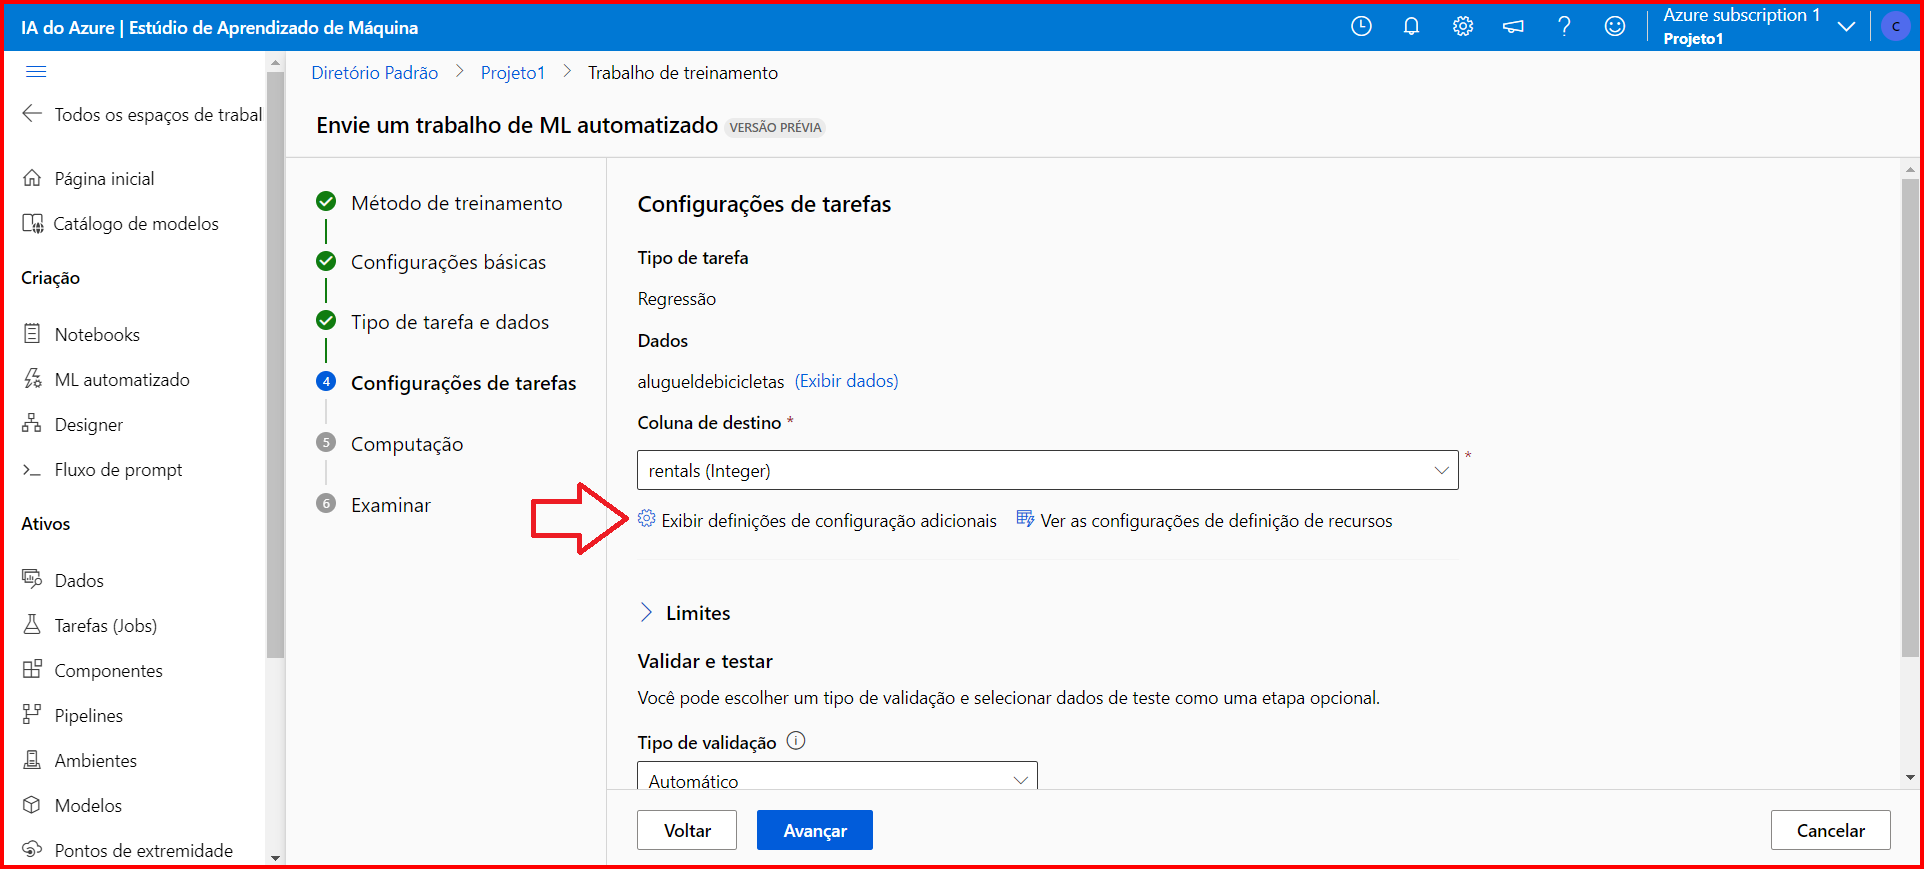 IA do Azure | Estúdio de Aprendizado de Máquina
Azure subscription 1
Projeto1
C
Todos os espaços de trabal
Página inicial
Catálogo de modelos
Criação
Notebooks
ML automatizado
Designer
Fluxo de prompt
Ativos
Dados
Tarefas (Jobs)
Componentes
Pipelines
Ambientes
Modelos
Pontos de extremidade
Diretório Padrão > Projeto1 > Trabalho de treinamento
Envie um trabalho de ML automatizado VERSÃO PRÉVIA
Método de treinamento
Configurações básicas
Tipo de tarefa e dados
4 Configurações de tarefas
5 Computação
6 Examinar
Configurações de tarefas
Tipo de tarefa
Regressão
Dados
alugueldebicicletas (Exibir dados)
Coluna de destino *
rentals (Integer) *
Exibir definições de configuração adicionais Ver as configurações de definição de recursos
Limites
Validar e testar
Você pode escolher um tipo de validação e selecionar dados de teste como uma etapa opcional.
Tipo de validação
Automático
Voltar Avançar Cancelar